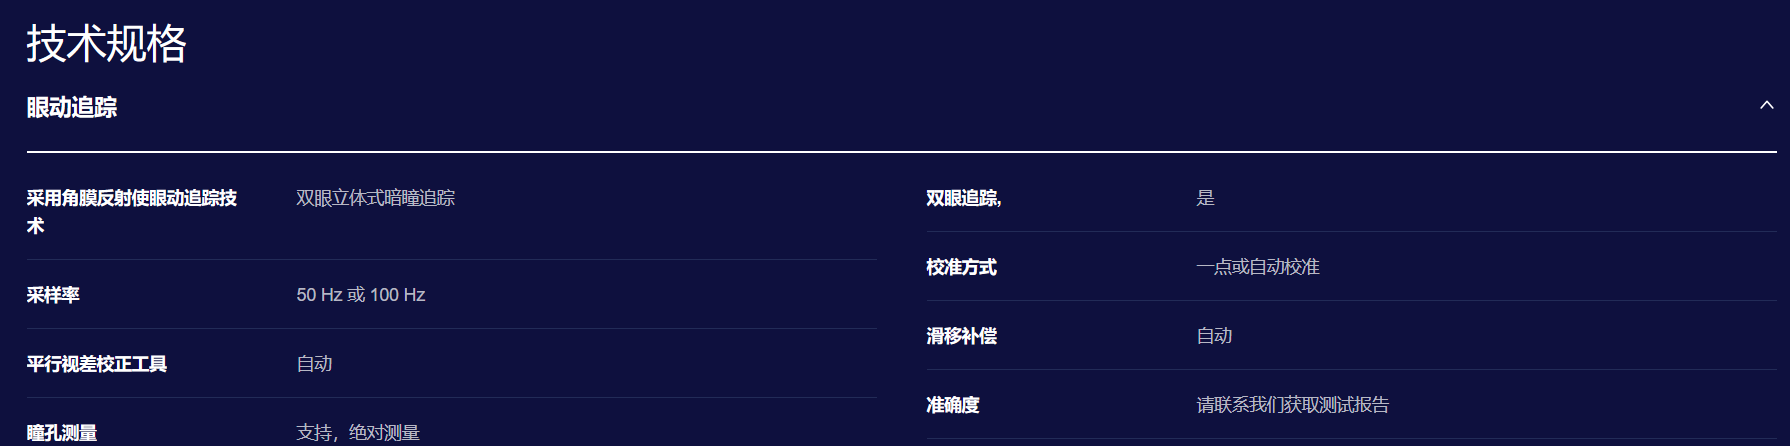 技术规格
眼动追踪
采用角膜反射使眼动追踪技
术
双眼立体式暗瞳追踪
采样率
50 Hz 或 100 Hz
平行视差校正工具
自动
瞳孔测量
支持，绝对测量
双眼追踪,
是
校准方式
一点或自动校准
滑移补偿
自动
准确度
请联系我们获取测试报告